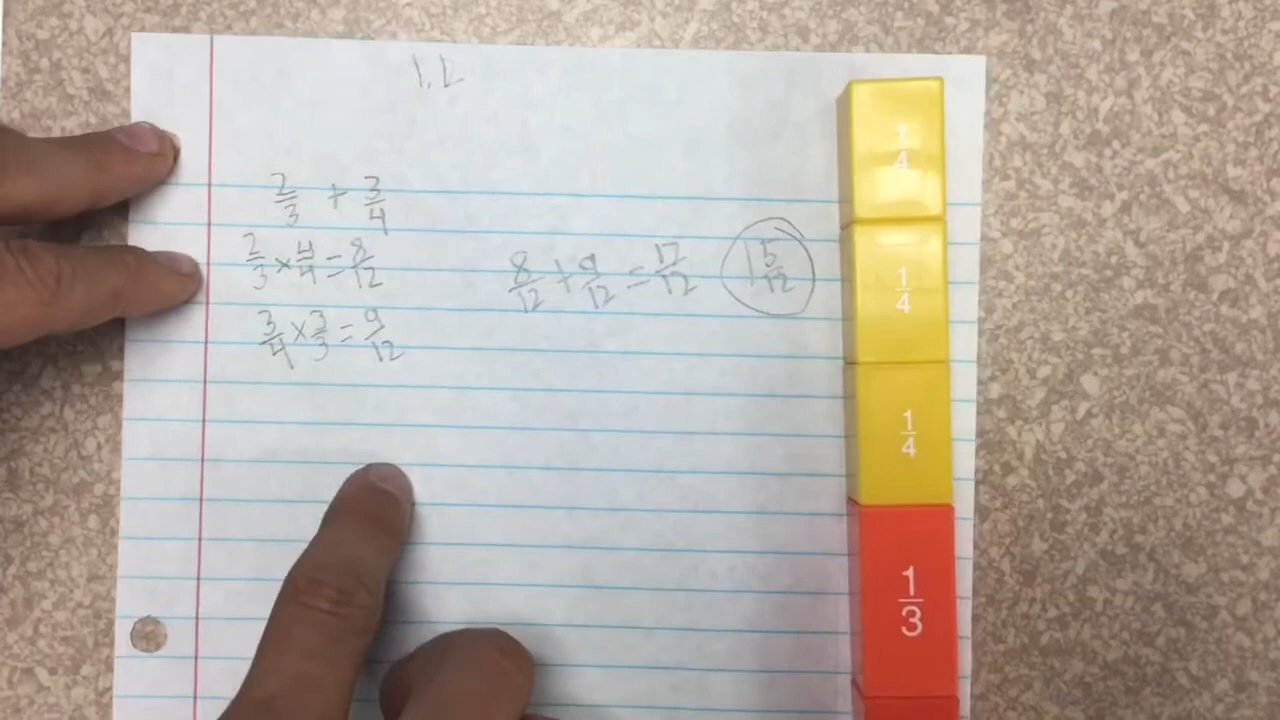 1.2
2/3 + 3/4
2/3 × 4/4 = 8/12
3/4 × 3/3 = 9/12
8/12 + 9/12 = 17/12
1 5/12
1/4
1/4
1/4
1/3